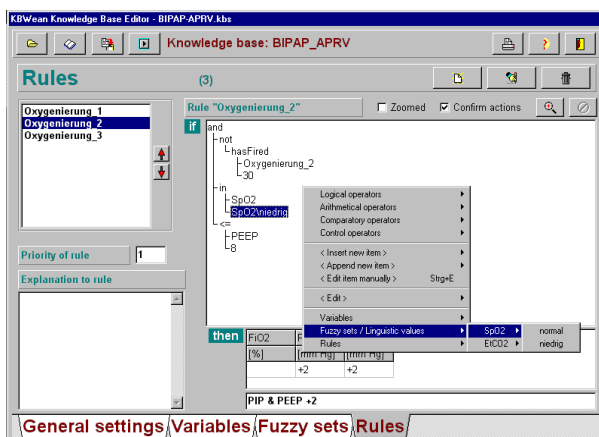 KBWean Knowledge Base Editor - BIPAP-APRV.kbs
Knowledge base: BIPAP_APRV
Rules (3)
Oxygenierung_1
Oxygenierung_2
Oxygenierung_3
Rule "Oxygenierung_2" Zoomed Confirm actions
if and
not
hasFired
Oxygenierung_2
30
in
SpO2
SpO2\niedrig
<=
PEEP
8
Logical operators
Arithmetical operators
Comparatory operators
Control operators
< Insert new item >
< Append new item >
< Edit item manually > Strg+E
< Edit >
Variables
Fuzzy sets / Linguistic values
Rules
SpO2
EtCO2
normal
niedrig
Priority of rule 1
Explanation to rule
then FiO2
[%] [mm Hg] [mm Hg]
+2 +2
PIP & PEEP +2
General settings Variables Fuzzy sets Rules